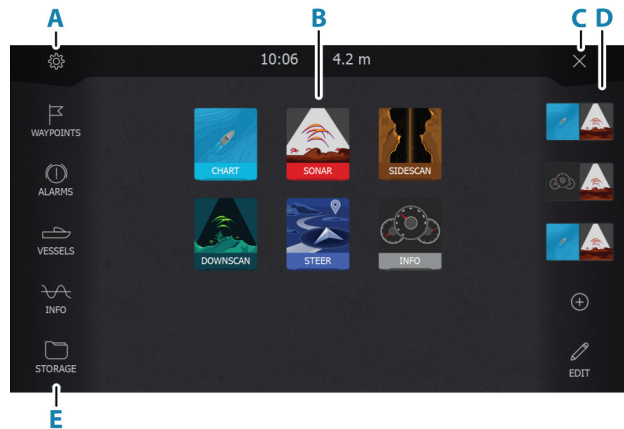 A B C D
10:06 4.2 m
WAYPOINTS
ALARMS
VESSELS
INFO
STORAGE
CHART SONAR SIDESCAN
DOWNSCAN STEER INFO
EDIT
E